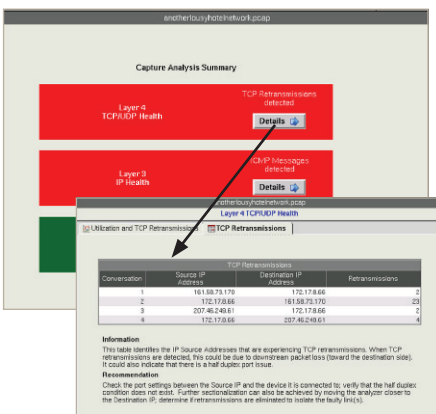 anotherlousyhotelnetwork.pcap
Capture Analysis Summary
Layer 4
TCP/UDP Health
TCP Retransmissions
detected
Details
Layer 3
IP Health
ICMP Messages
detected
Details
anotherlousyhotelnetwork.pcap
Layer 4 TCP/UDP Health
Utilization and TCP Retransmissions
TCP Retransmissions
TCP Retransmissions
Conversation Source IP Address Destination IP Address Retransmissions
1 161.58.73.170 172.17.8.66 2
2 172.17.8.66 161.58.73.170 23
3 207.46.249.61 172.17.8.66 2
4 172.17.8.66 207.46.249.61 4
Information
This table identifies the IP Source Addresses that are experiencing TCP retransmissions. When TCP
retransmissions are detected, this could be due to downstream packet loss (toward the destination side).
It could also indicate that there is a half duplex port issue.
Recommendation
Check the port settings between the Source IP and the device it is connected to; verify that the half duplex
condition does not exist. Further sectionalization can also be achieved by moving the analyzer closer to
the Destination IP; determine if retransmissions are eliminated to isolate the faulty link(s).